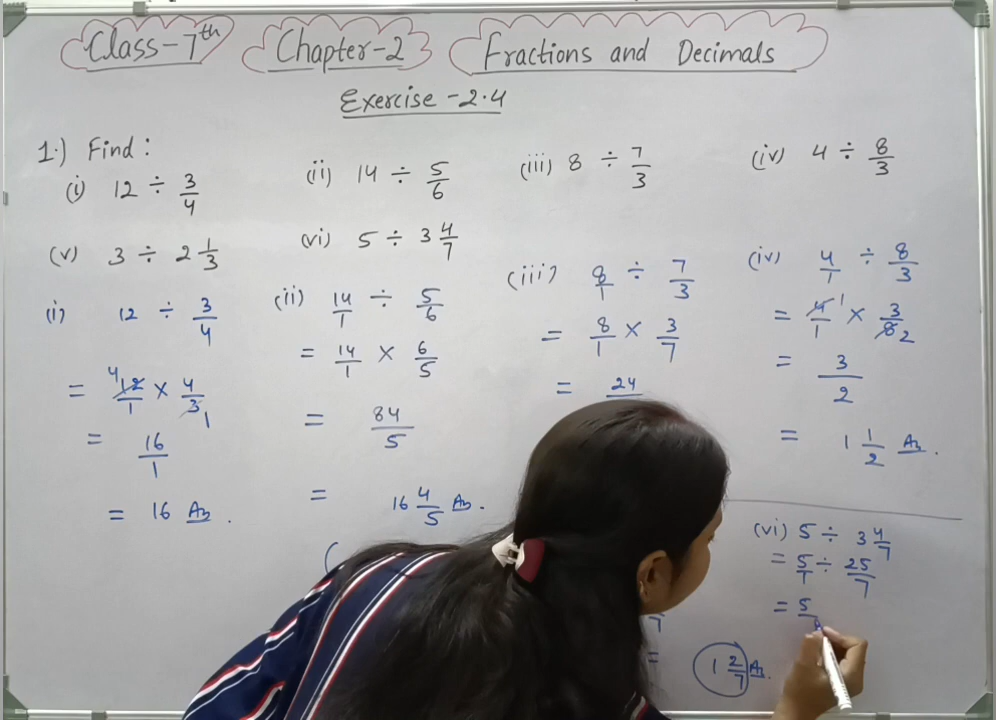 Class-7th Chapter-2 Fractions and Decimals
Exercise -2.4
1.) Find :
(i) 12 ÷ 3/4 (ii) 14 ÷ 5/6 (iii) 8 ÷ 7/3 (iv) 4 ÷ 8/3
(v) 3 ÷ 2 1/3 (vi) 5 ÷ 3 4/7
(i) 12 ÷ 3/4
= 4 12/1 × 4/3 1
= 16/1
= 16 Ans.
(ii) 14/1 ÷ 5/6
= 14/1 × 6/5
= 84/5
= 16 4/5 Ans.
(iii) 8/1 ÷ 7/3
= 8/1 × 3/7
= 24
(iv) 4/1 ÷ 8/3
= 4 1/1 × 3/8 2
= 3/2
= 1 1/2 Ans.
7
= 1 2/7 Ans.
(vi) 5 ÷ 3 4/7
= 5/1 ÷ 25/7
= 5